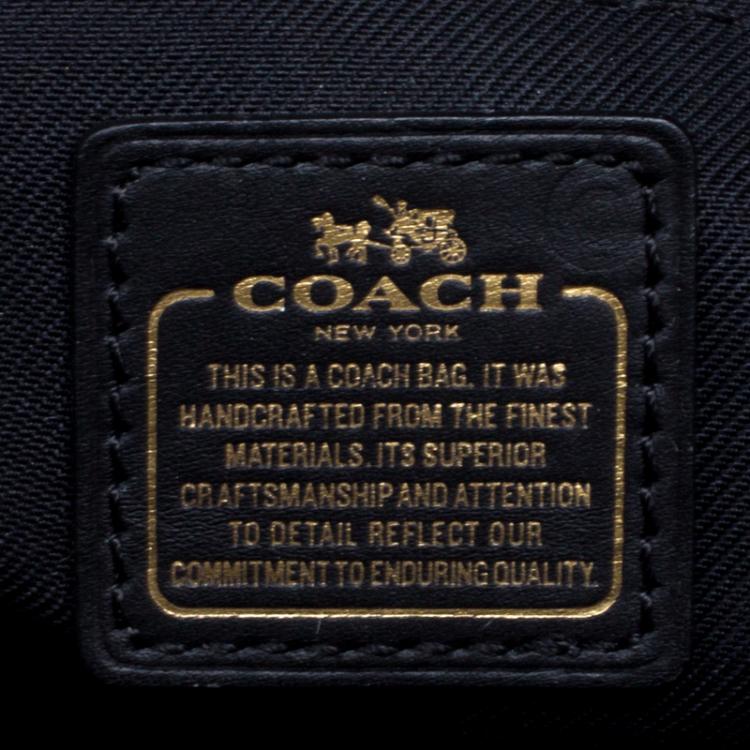 COACH
NEW YORK
THIS IS A COACH BAG. IT WAS
HANDCRAFTED FROM THE FINEST
MATERIALS. ITS SUPERIOR
CRAFTSMANSHIP AND ATTENTION
TO DETAIL REFLECT OUR
COMMITMENT TO ENDURING QUALITY.